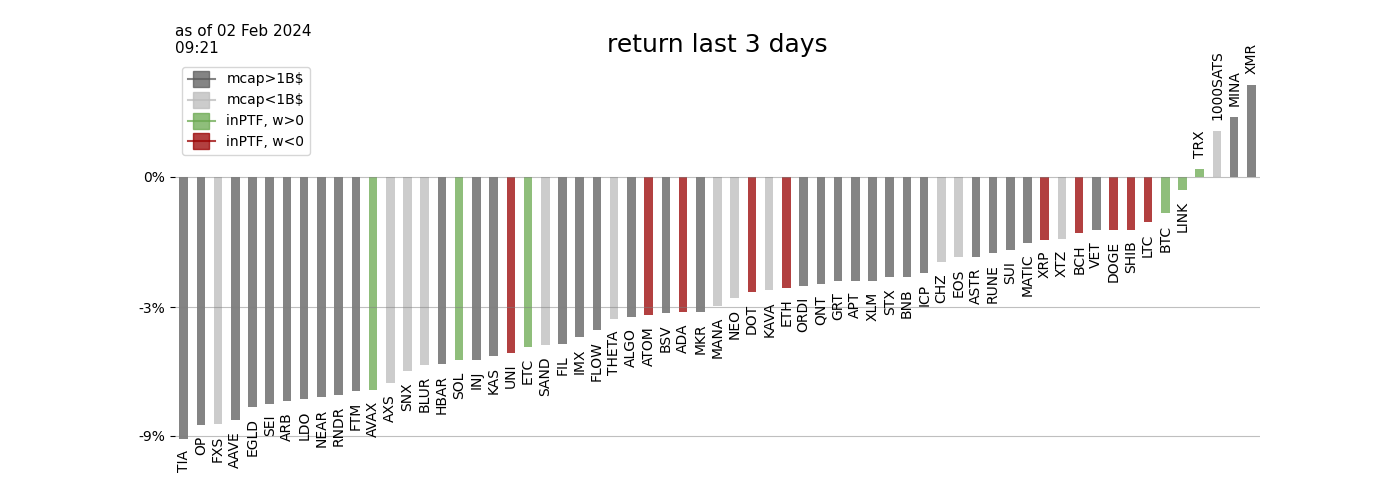 as of 02 Feb 2024
09:21
return last 3 days
mcap>1B$
mcap<1B$
inPTF, w>0
inPTF, w<0
0%
-3%
-9%
TIA
OP
FXS
AAVE
EGLD
SEI
ARB
LDO
NEAR
RNDR
FTM
AVAX
AXS
SNX
BLUR
HBAR
SOL
INJ
KAS
UNI
ETC
SAND
FIL
IMX
FLOW
THETA
ALGO
ATOM
BSV
ADA
MKR
MANA
NEO
DOT
KAVA
ETH
ORDI
QNT
GRT
APT
XLM
STX
BNB
ICP
CHZ
EOS
ASTR
RUNE
SUI
MATIC
XRP
XTZ
BCH
VET
DOGE
SHIB
LTC
BTC
LINK
TRX
1000SATS
MINA
XMR